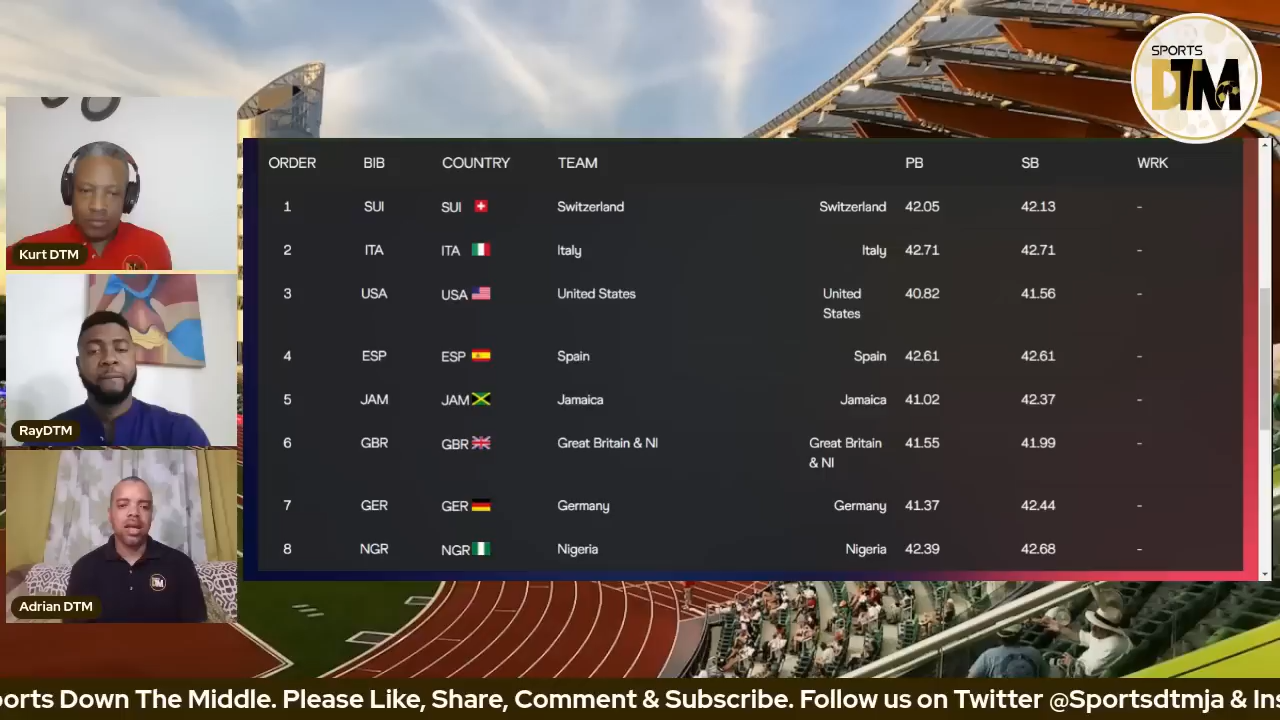 SPORTS
DTM
Kurt DTM
RayDTM
Adrian DTM
ORDER BIB COUNTRY TEAM PB SB WRK
1 SUI SUI Switzerland Switzerland 42.05 42.13 -
2 ITA ITA Italy Italy 42.71 42.71 -
3 USA USA United States United 40.82 41.56 -
States
4 ESP ESP Spain Spain 42.61 42.61 -
5 JAM JAM Jamaica Jamaica 41.02 42.37 -
6 GBR GBR Great Britain & NI Great Britain 41.55 41.99 -
& NI
7 GER GER Germany Germany 41.37 42.44 -
8 NGR NGR Nigeria Nigeria 42.39 42.68 -
ports Down The Middle. Please Like, Share, Comment & Subscribe. Follow us on Twitter @Sportsdtmja & Ins